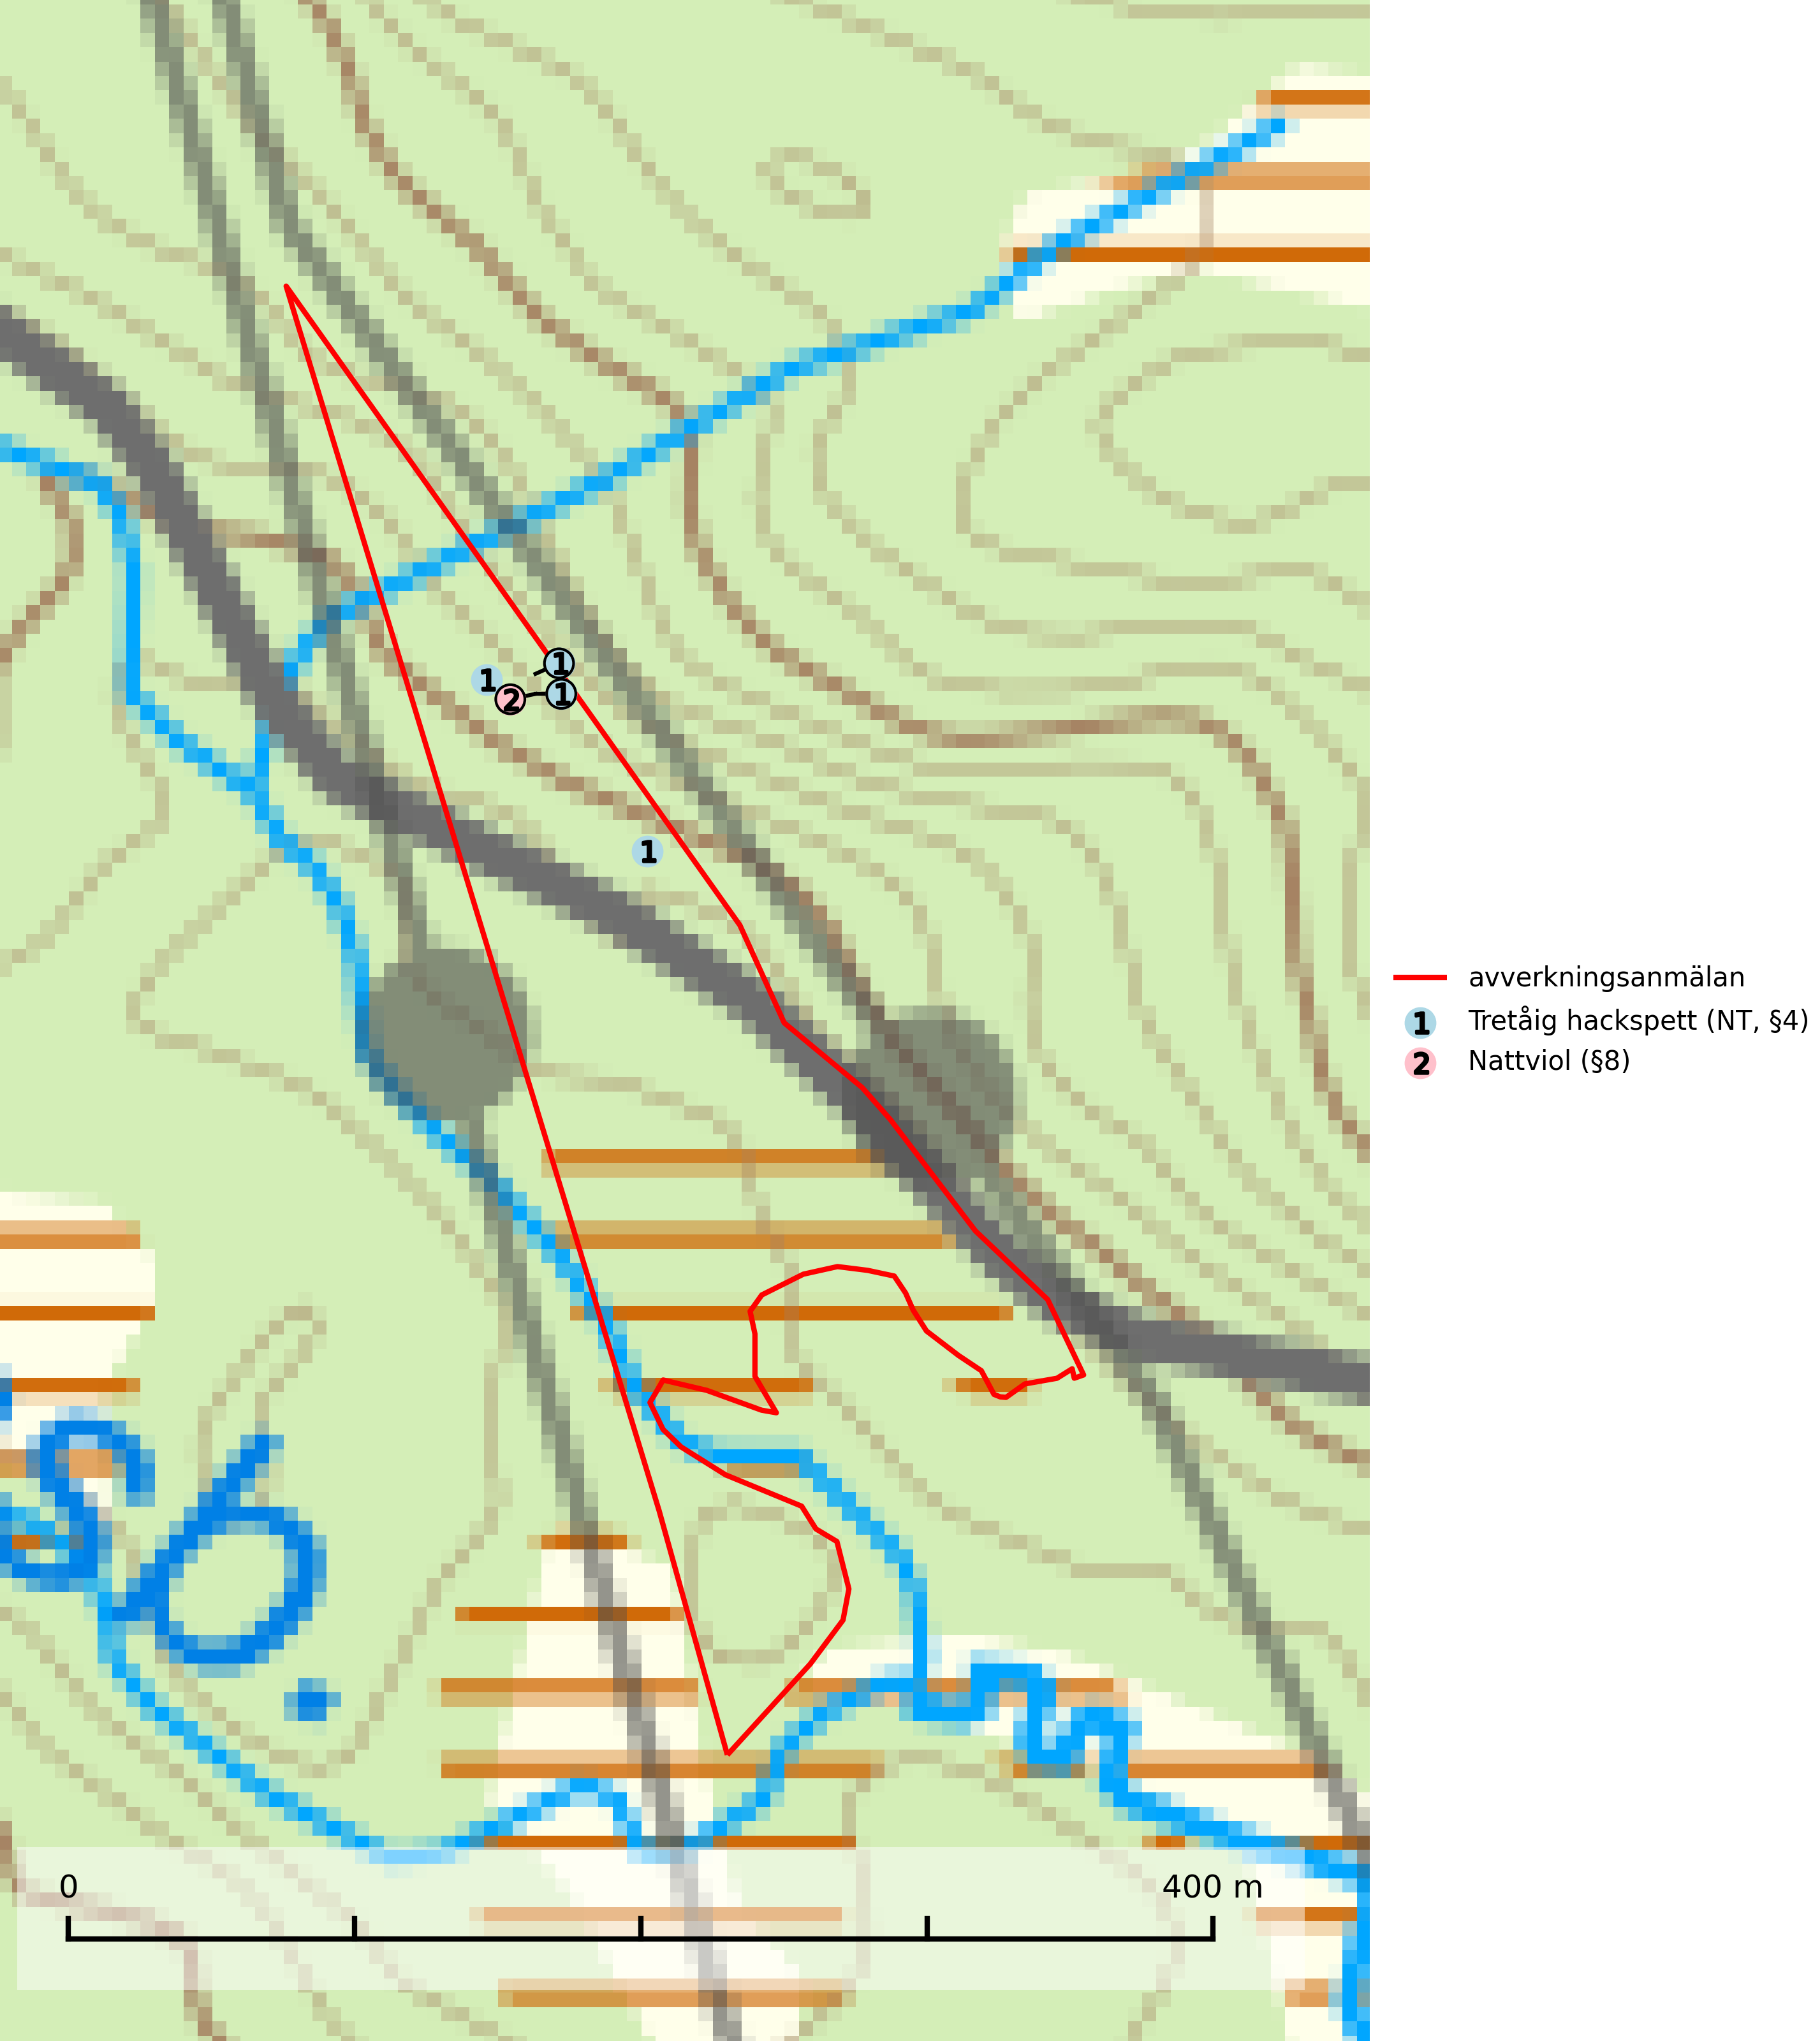 1
1
2
1
1
avverkningsanmälan
1 Tretåig hackspett (NT, §4)
2 Nattviol (§8)
0 400 m